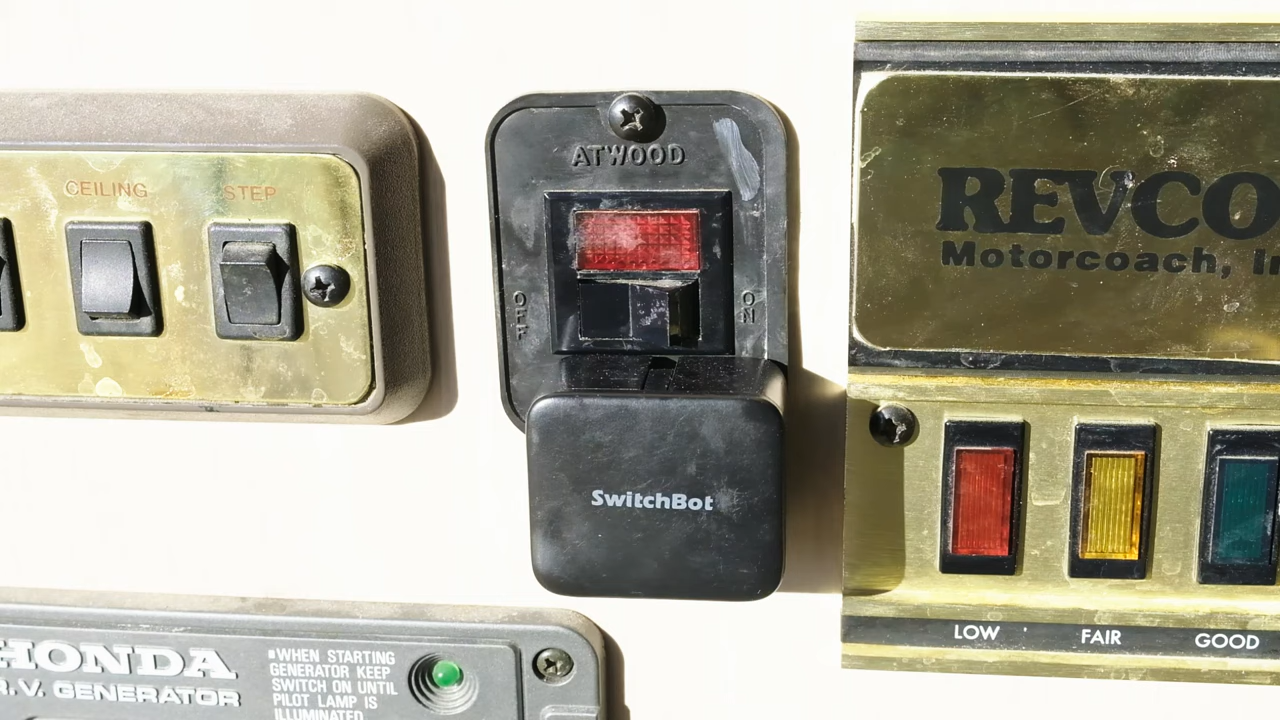 CEILING
STEP
ATWOOD
OFF
ON
SwitchBot
REVCO
Motorcoach,
LOW
FAIR
GOOD
HONDA
R.V. GENERATOR
WHEN STARTING
GENERATOR KEEP
SWITCH ON UNTIL
PILOT LAMP IS
ILLUMINATED